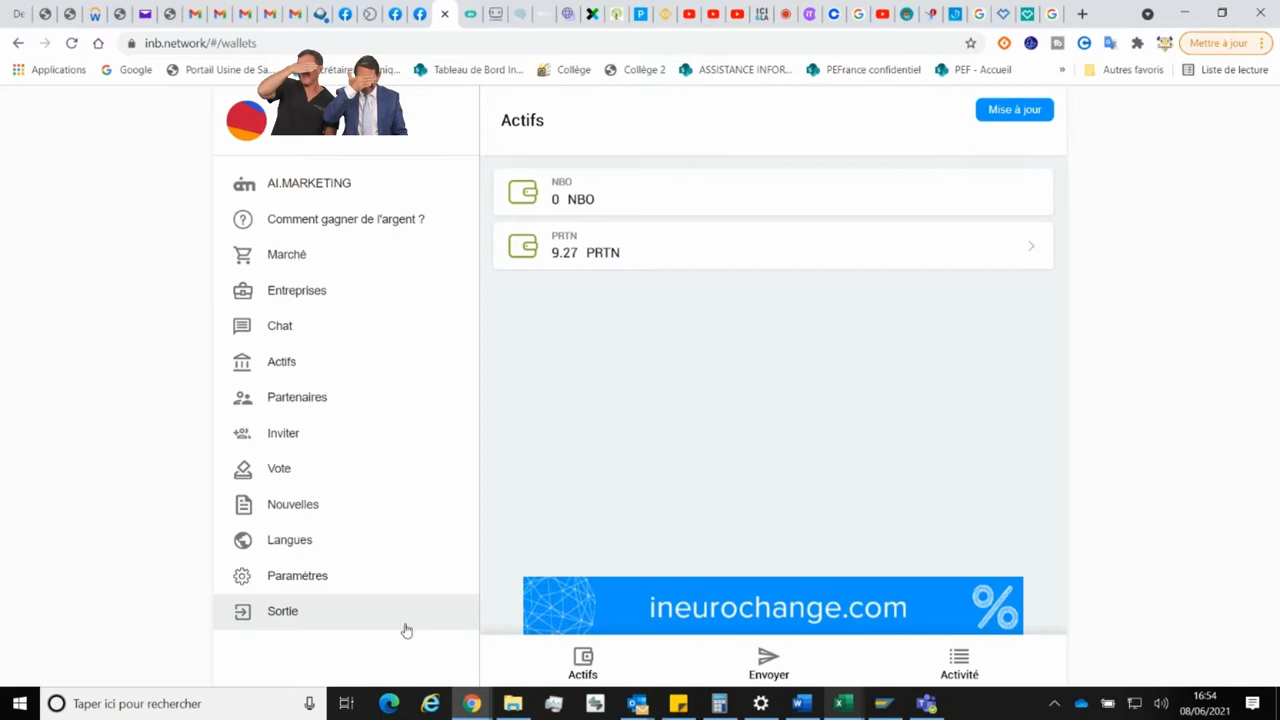 De
inb.network/#/wallets
Mettre à jour
Applications
Google
Portail Usine de Sa...
Tableau de Bord In...
Collège
Collège 2
ASSISTANCE INFOR...
PEFrance confidentiel
PEF - Accueil
»
Autres favoris
Liste de lecture
Actifs
Mise à jour
AI.MARKETING
Comment gagner de l'argent ?
Marché
Entreprises
Chat
Actifs
Partenaires
Inviter
Vote
Nouvelles
Langues
Paramètres
Sortie
NBO
0 NBO
PRTN
9.27 PRTN
ineurochange.com %
Actifs
Envoyer
Activité
Taper ici pour rechercher
16:54
08/06/2021